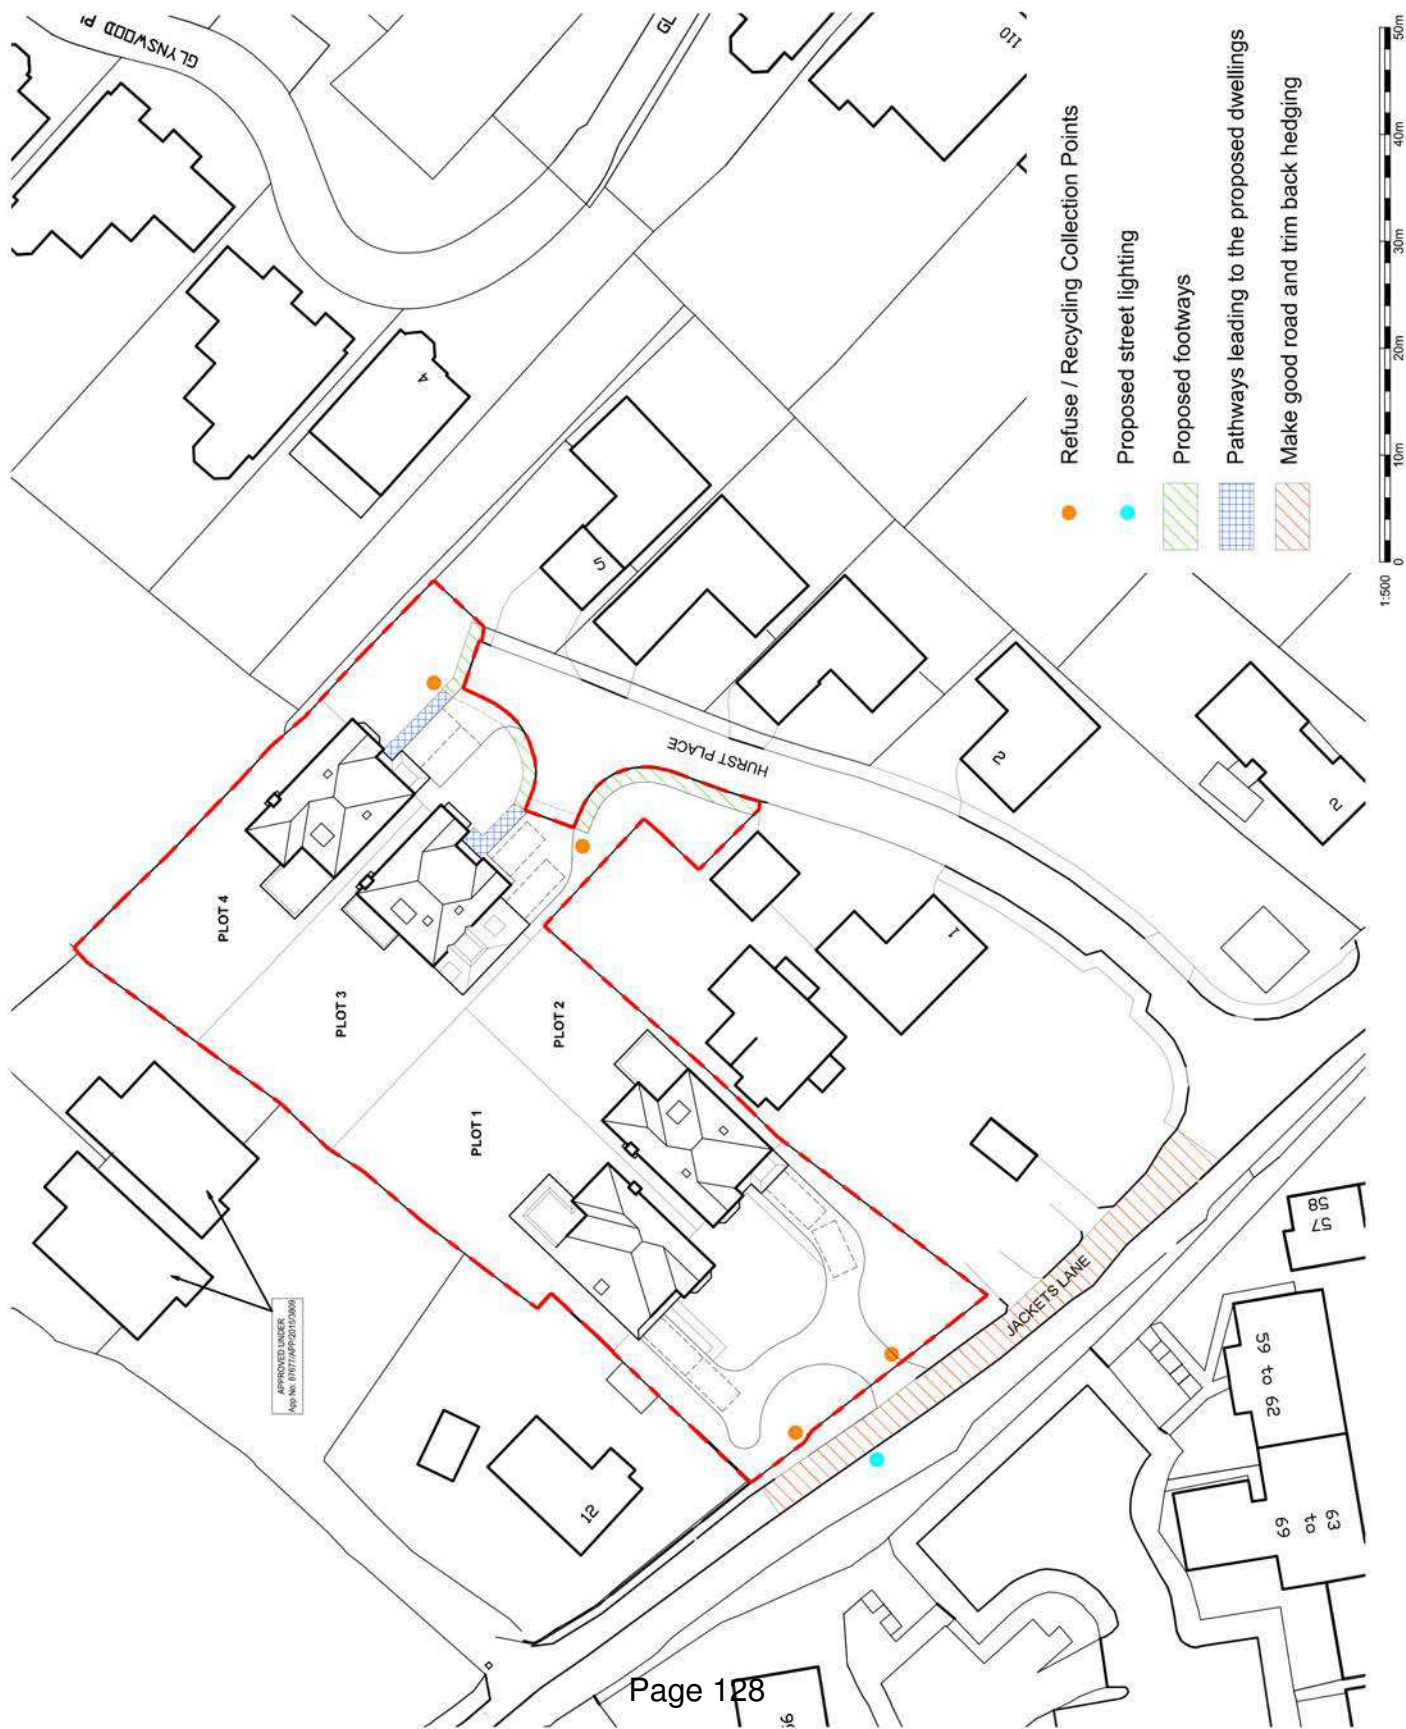 GLYNSWOOD Pl
GL
110
4
5
2
2
1
HURST PLACE
PLOT 4
PLOT 3
PLOT 2
PLOT 1
APPROVED UNDER
JACKETS LANE
12
57
58
59 to 62
63
to
69
Refuse / Recycling Collection Points
Proposed street lighting
Proposed footways
Pathways leading to the proposed dwellings
Make good road and trim back hedging
1:500
0
10m
20m
30m
40m
50m
Page 128